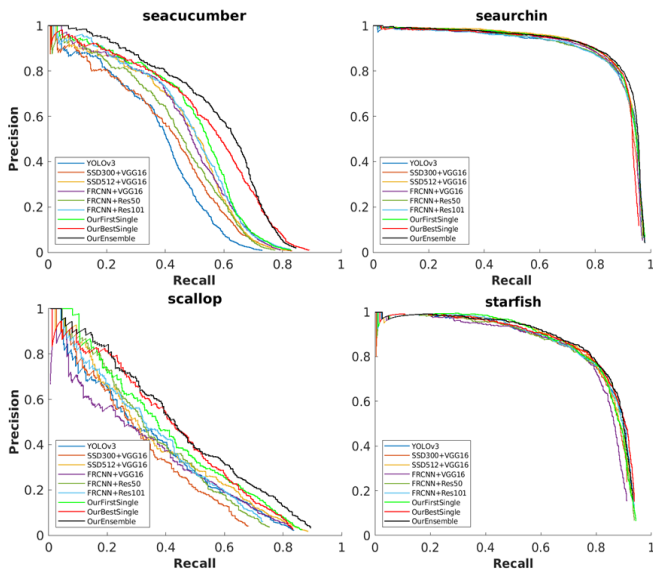 seacucumber
1
0.8
0.6
0.4
0.2
0
Precision
YOLOv3
SSD300+VGG16
SSD512+VGG16
FRCNN+VGG16
FRCNN+Res50
FRCNN+Res101
OurFirstSingle
OurBestSingle
OurEnsemble
0 0.2 0.4 0.6 0.8 1
Recall
seaurchin
1
0.8
0.6
0.4
0.2
0
YOLOv3
SSD300+VGG16
SSD512+VGG16
FRCNN+VGG16
FRCNN+Res50
FRCNN+Res101
OurFirstSingle
OurBestSingle
OurEnsemble
0 0.2 0.4 0.6 0.8 1
Recall
scallop
1
0.8
0.6
0.4
0.2
0
Precision
YOLOv3
SSD300+VGG16
SSD512+VGG16
FRCNN+VGG16
FRCNN+Res50
FRCNN+Res101
OurFirstSingle
OurBestSingle
OurEnsemble
0 0.2 0.4 0.6 0.8 1
Recall
starfish
1
0.8
0.6
0.4
0.2
0
YOLOv3
SSD300+VGG16
SSD512+VGG16
FRCNN+VGG16
FRCNN+Res50
FRCNN+Res101
OurFirstSingle
OurBestSingle
OurEnsemble
0 0.2 0.4 0.6 0.8 1
Recall